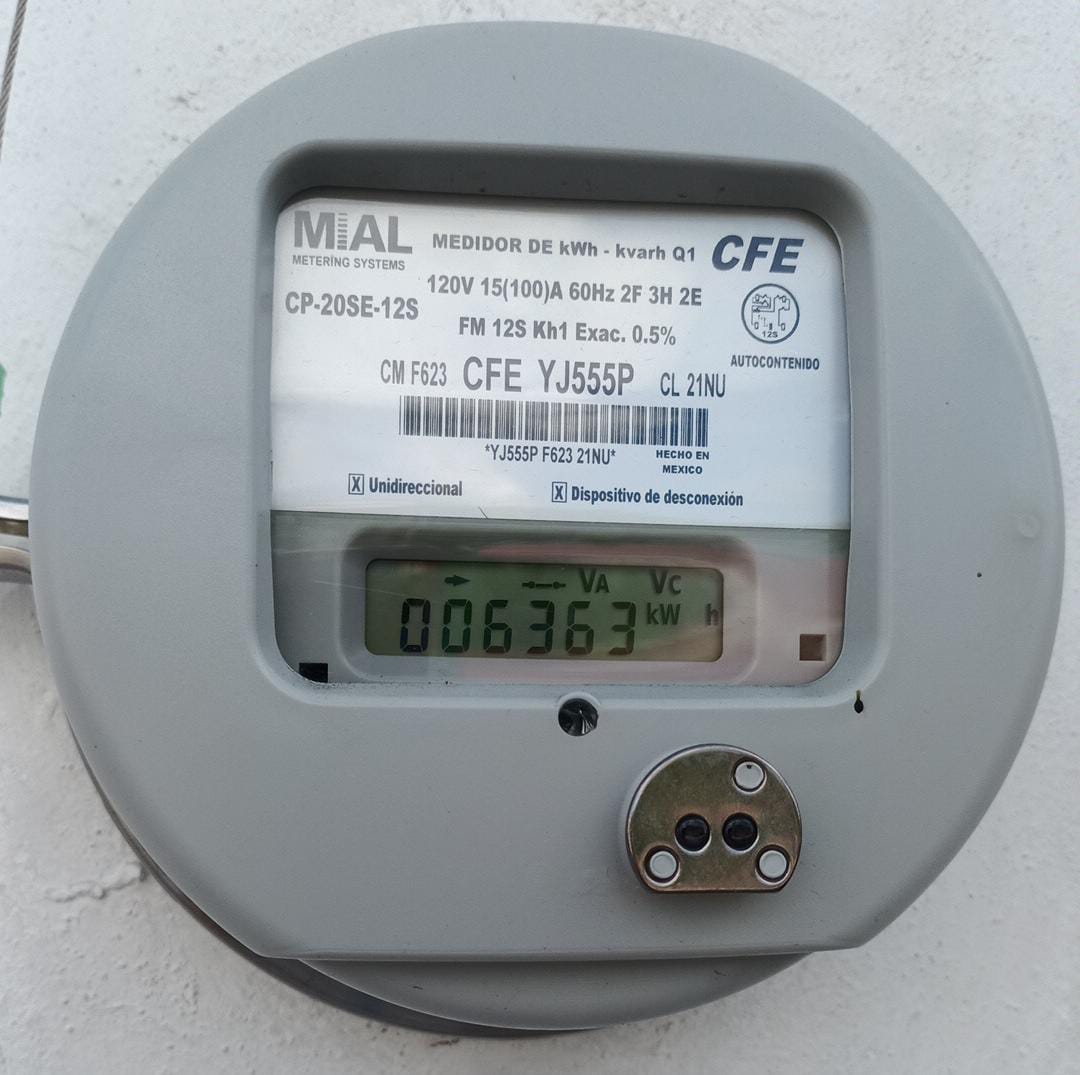 MIAL
METERING SYSTEMS
MEDIDOR DE kWh - kvarh Q1
CFE
120V 15(100)A 60Hz 2F 3H 2E
CP-20SE-12S
FM 12S Kh1 Exac. 0.5%
12S
AUTOCONTENIDO
CM F623 CFE YJ555P CL 21NU
*YJ555P F623 21NU*
HECHO EN
MEXICO
X Unidireccional
X Dispositivo de desconexión
VA VC
006363 kW h